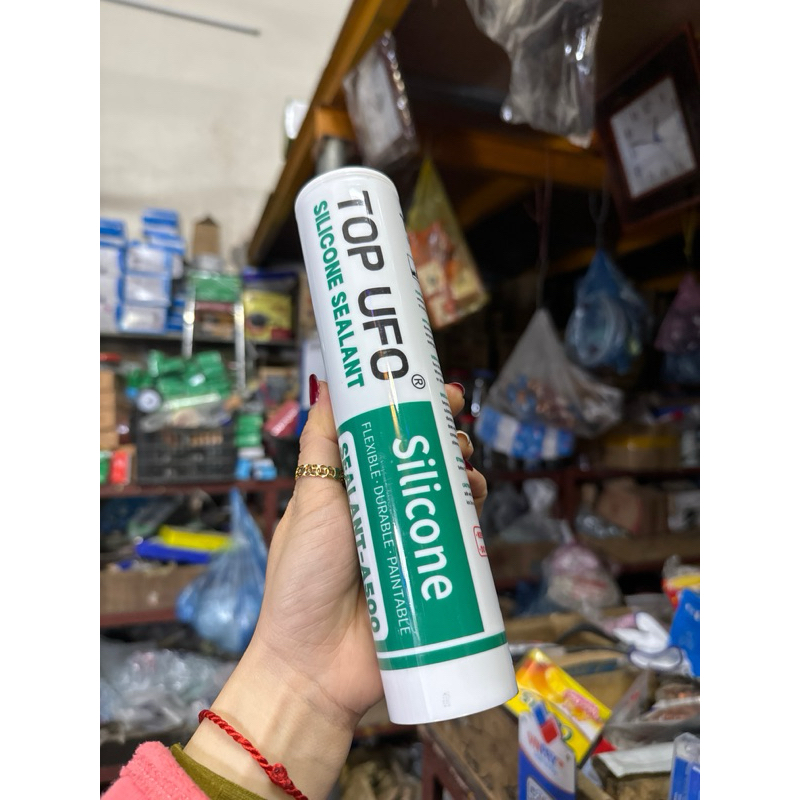 TOP UFO®
SILICONE SEALANT
Silicone
FLEXIBLE · DURABLE · PAINTABLE
SEALANT-A500